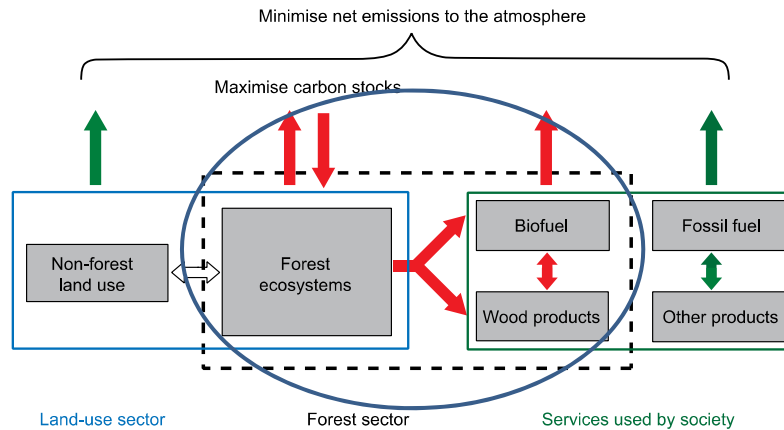 Minimise net emissions to the atmosphere
Maximise carbon stocks
Non-forest
land use
Forest
ecosystems
Biofuel
Wood products
Fossil fuel
Other products
Land-use sector
Forest sector
Services used by society